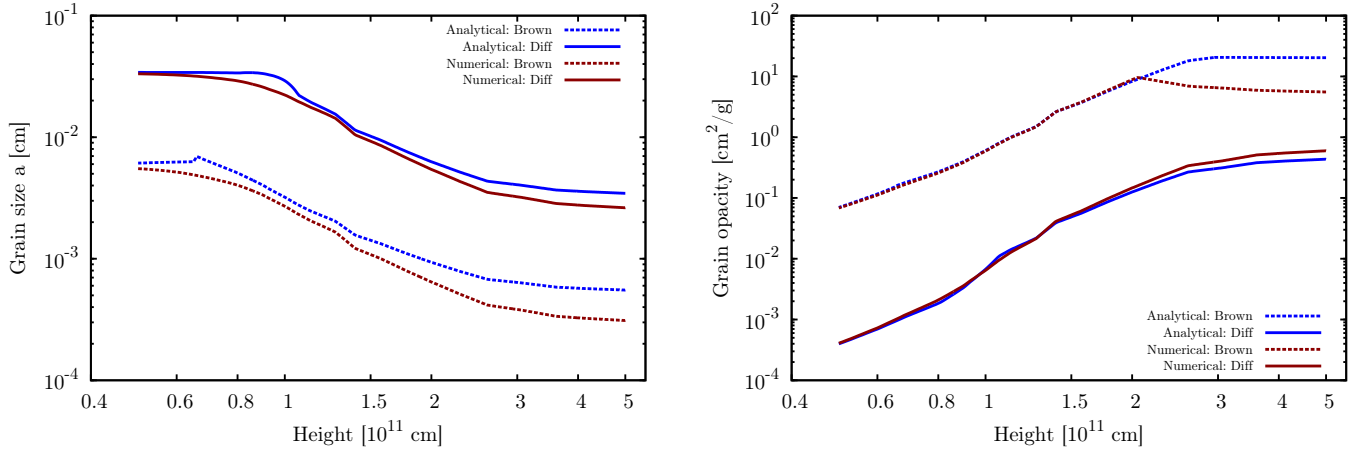 Grain size a [cm]
10^-1
10^-2
10^-3
10^-4
Analytical: Brown
Analytical: Diff
Numerical: Brown
Numerical: Diff
0.4 0.6 0.8 1 1.5 2 3 4 5
Height [10^11 cm]
Grain opacity [cm^2/g]
10^2
10^1
10^0
10^-1
10^-2
10^-3
10^-4
Analytical: Brown
Analytical: Diff
Numerical: Brown
Numerical: Diff
0.4 0.6 0.8 1 1.5 2 3 4 5
Height [10^11 cm]